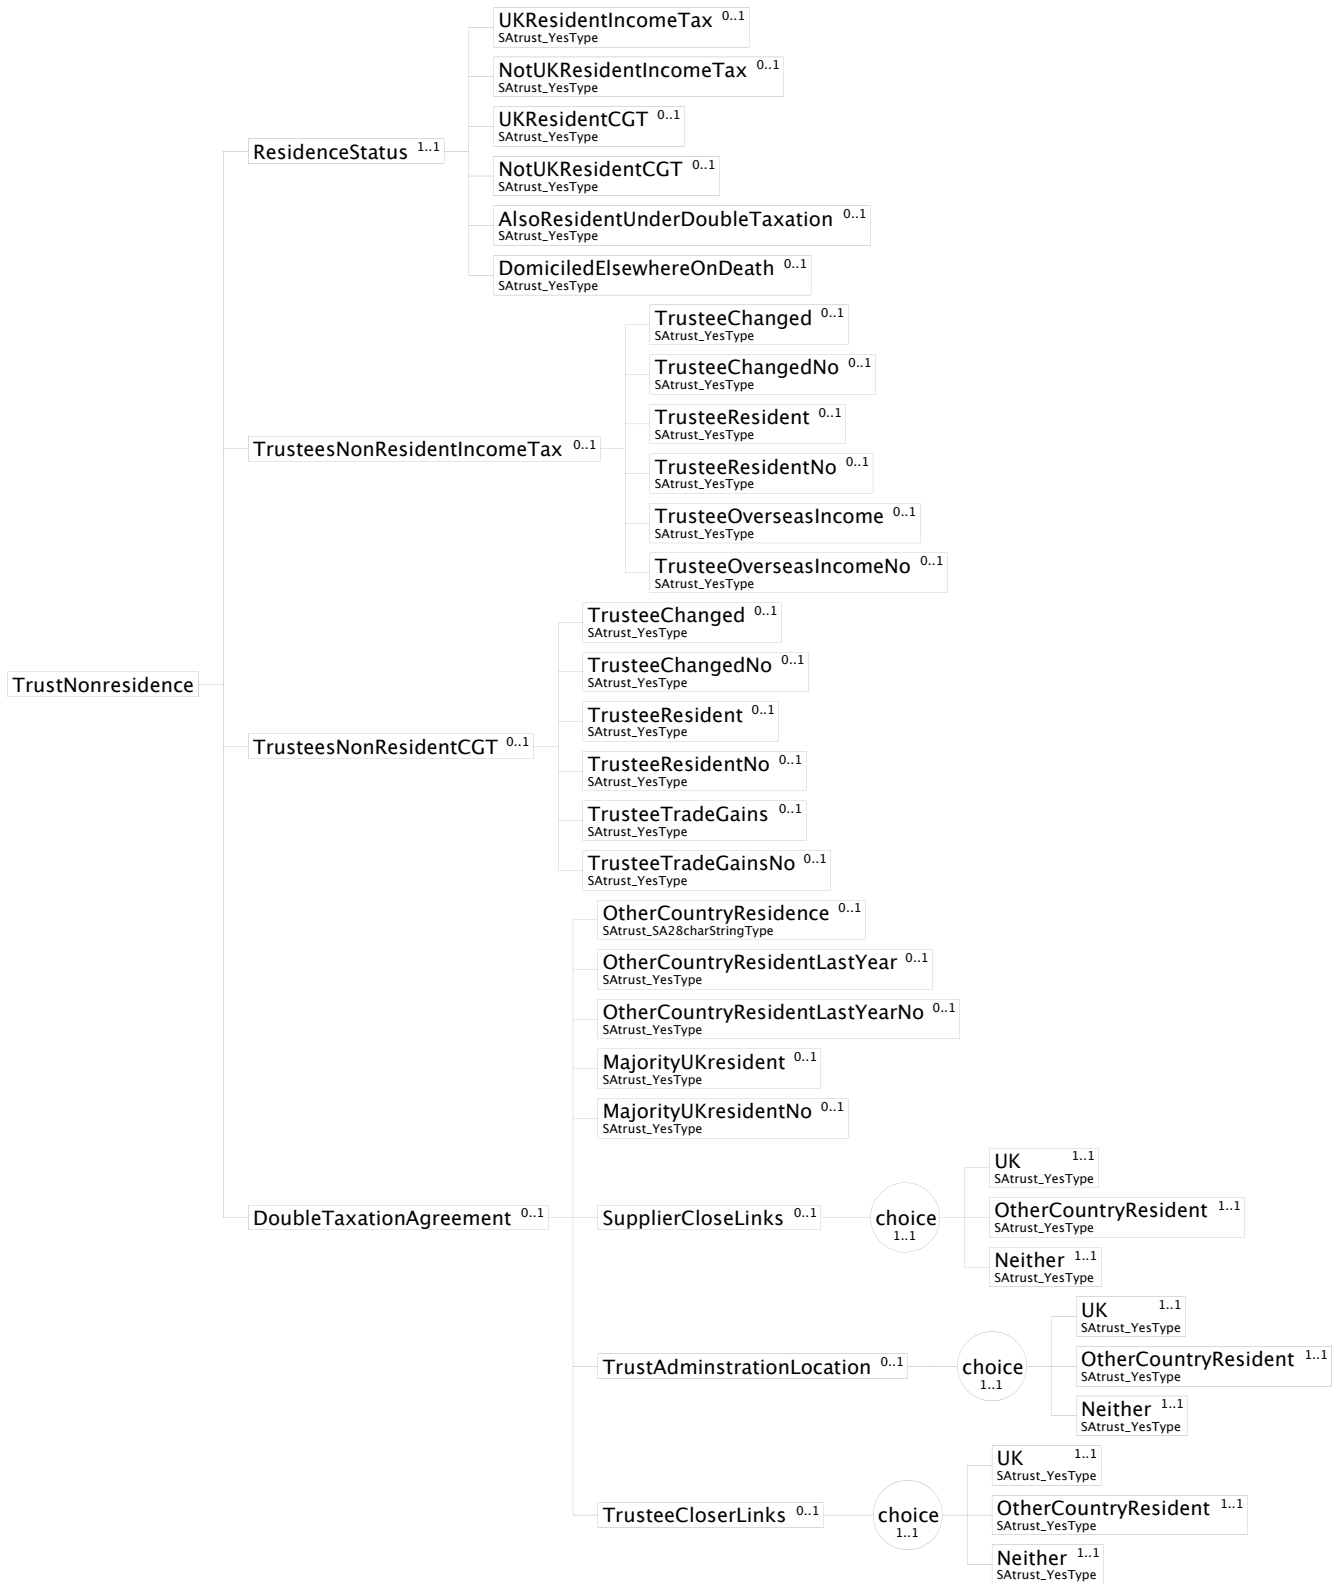 UKResidentIncomeTax 0..1
SAtrust_YesType
NotUKResidentIncomeTax 0..1
SAtrust_YesType
UKResidentCGT 0..1
SAtrust_YesType
ResidenceStatus 1..1
NotUKResidentCGT 0..1
SAtrust_YesType
AlsoResidentUnderDoubleTaxation 0..1
SAtrust_YesType
DomiciledElsewhereOnDeath 0..1
SAtrust_YesType
TrusteeChanged 0..1
SAtrust_YesType
TrusteeChangedNo 0..1
SAtrust_YesType
TrusteeResident 0..1
SAtrust_YesType
TrusteesNonResidentIncomeTax 0..1
TrusteeResidentNo 0..1
SAtrust_YesType
TrusteeOverseasIncome 0..1
SAtrust_YesType
TrusteeOverseasIncomeNo 0..1
SAtrust_YesType
TrusteeChanged 0..1
SAtrust_YesType
TrusteeChangedNo 0..1
SAtrust_YesType
TrustNonresidence
TrusteeResident 0..1
SAtrust_YesType
TrusteesNonResidentCGT 0..1
TrusteeResidentNo 0..1
SAtrust_YesType
TrusteeTradeGains 0..1
SAtrust_YesType
TrusteeTradeGainsNo 0..1
SAtrust_YesType
OtherCountryResidence 0..1
SAtrust_SA28charStringType
OtherCountryResidentLastYear 0..1
SAtrust_YesType
OtherCountryResidentLastYearNo 0..1
SAtrust_YesType
MajorityUKresident 0..1
SAtrust_YesType
MajorityUKresidentNo 0..1
SAtrust_YesType
DoubleTaxationAgreement 0..1
SupplierCloseLinks 0..1
choice
1..1
UK 1..1
SAtrust_YesType
OtherCountryResident 1..1
SAtrust_YesType
Neither 1..1
SAtrust_YesType
TrustAdminstrationLocation 0..1
choice
1..1
UK 1..1
SAtrust_YesType
OtherCountryResident 1..1
SAtrust_YesType
Neither 1..1
SAtrust_YesType
TrusteeCloserLinks 0..1
choice
1..1
UK 1..1
SAtrust_YesType
OtherCountryResident 1..1
SAtrust_YesType
Neither 1..1
SAtrust_YesType